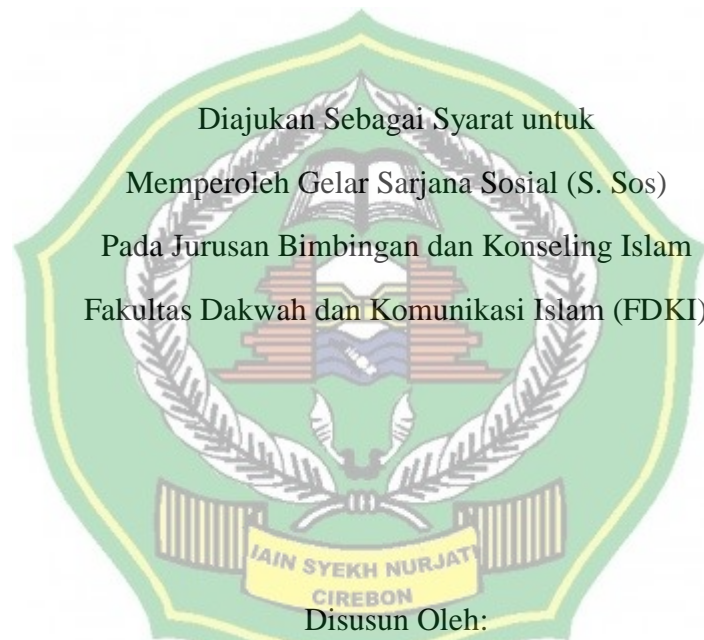 Diajukan Sebagai Syarat untuk
Memperoleh Gelar Sarjana Sosial (S. Sos)
Pada Jurusan Bimbingan dan Konseling Islam
Fakultas Dakwah dan Komunikasi Islam (FDKI)
IAIN SYEKH NURJATI
CIREBON
Disusun Oleh: